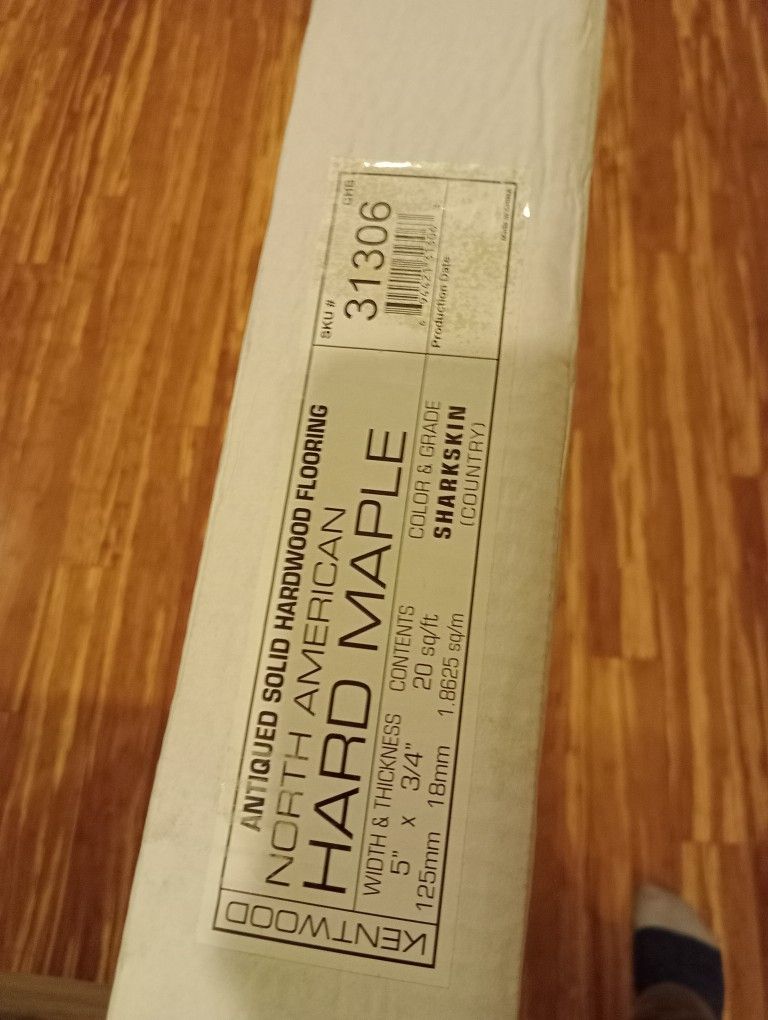 KENTWOOD
ANTIQUED SOLID HARDWOOD FLOORING
NORTH AMERICAN
HARD MAPLE
WIDTH & THICKNESS
5" x 3/4"
125mm 18mm
CONTENTS
20 sq/ft
1.8625 sq/m
COLOR & GRADE
SHARKSKIN
(COUNTRY)
SKU #
31306
Production Date